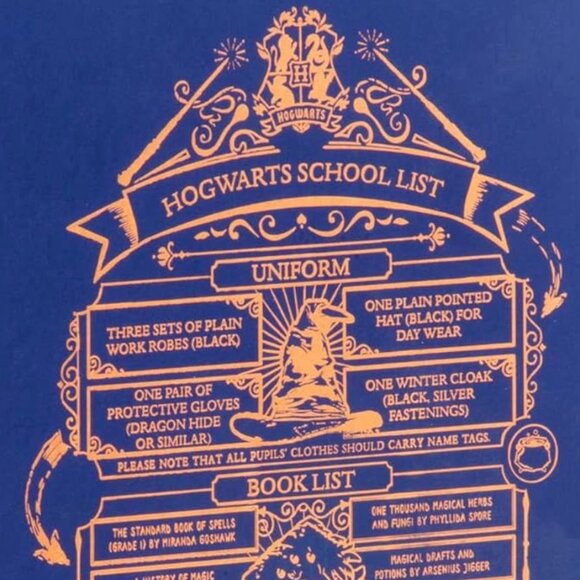 HOGWARTS
HOGWARTS SCHOOL LIST
UNIFORM
THREE SETS OF PLAIN
WORK ROBES (BLACK)
ONE PLAIN POINTED
HAT (BLACK) FOR
DAY WEAR
ONE PAIR OF
PROTECTIVE GLOVES
(DRAGON HIDE
OR SIMILAR)
ONE WINTER CLOAK
(BLACK, SILVER
FASTENINGS)
PLEASE NOTE THAT ALL PUPILS' CLOTHES SHOULD CARRY NAME TAGS.
BOOK LIST
THE STANDARD BOOK OF SPELLS
(GRADE 1) BY MIRANDA GOSHAWK
ONE THOUSAND MAGICAL HERBS
AND FUNGI BY PHYLLIDA SPORE
HISTORY OF MAGIC
MAGICAL DRAFTS AND
POTIONS BY ARSENIUS JIGGER